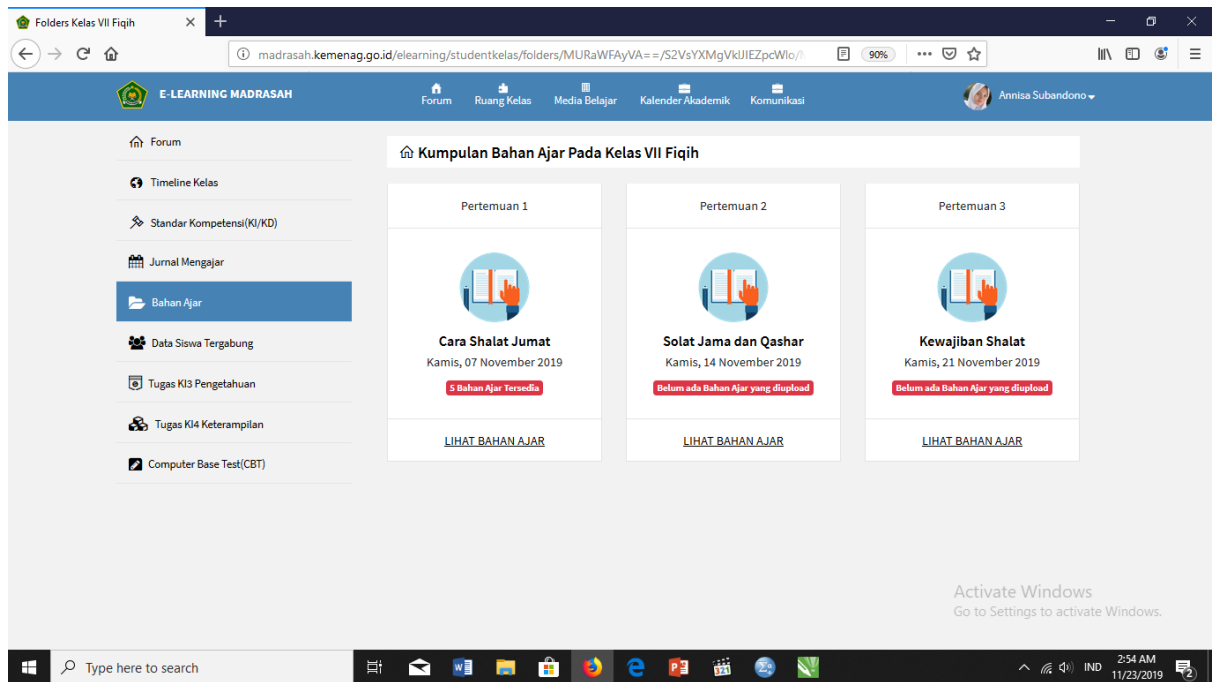 Folders Kelas VII Fiqih
madrasah.kemenag.go.id/elearning/studentkelas/folders/MURaWFAyVA==/S2VsYXMgVklJIEZpcWlo/
90%
E-LEARNING MADRASAH
Forum
Ruang Kelas
Media Belajar
Kalender Akademik
Komunikasi
Annisa Subandono
Forum
Timeline Kelas
Standar Kompetensi(KI/KD)
Jurnal Mengajar
Bahan Ajar
Data Siswa Tergabung
Tugas KI3 Pengetahuan
Tugas KI4 Keterampilan
Computer Base Test(CBT)
Kumpulan Bahan Ajar Pada Kelas VII Fiqih
Pertemuan 1
Cara Shalat Jumat
Kamis, 07 November 2019
5 Bahan Ajar Tersedia
LIHAT BAHAN AJAR
Pertemuan 2
Solat Jama dan Qashar
Kamis, 14 November 2019
Belum ada Bahan Ajar yang diupload
LIHAT BAHAN AJAR
Pertemuan 3
Kewajiban Shalat
Kamis, 21 November 2019
Belum ada Bahan Ajar yang diupload
LIHAT BAHAN AJAR
Activate Windows
Go to Settings to activate Windows.
Type here to search
321
IND
2:54 AM
11/23/2019
2